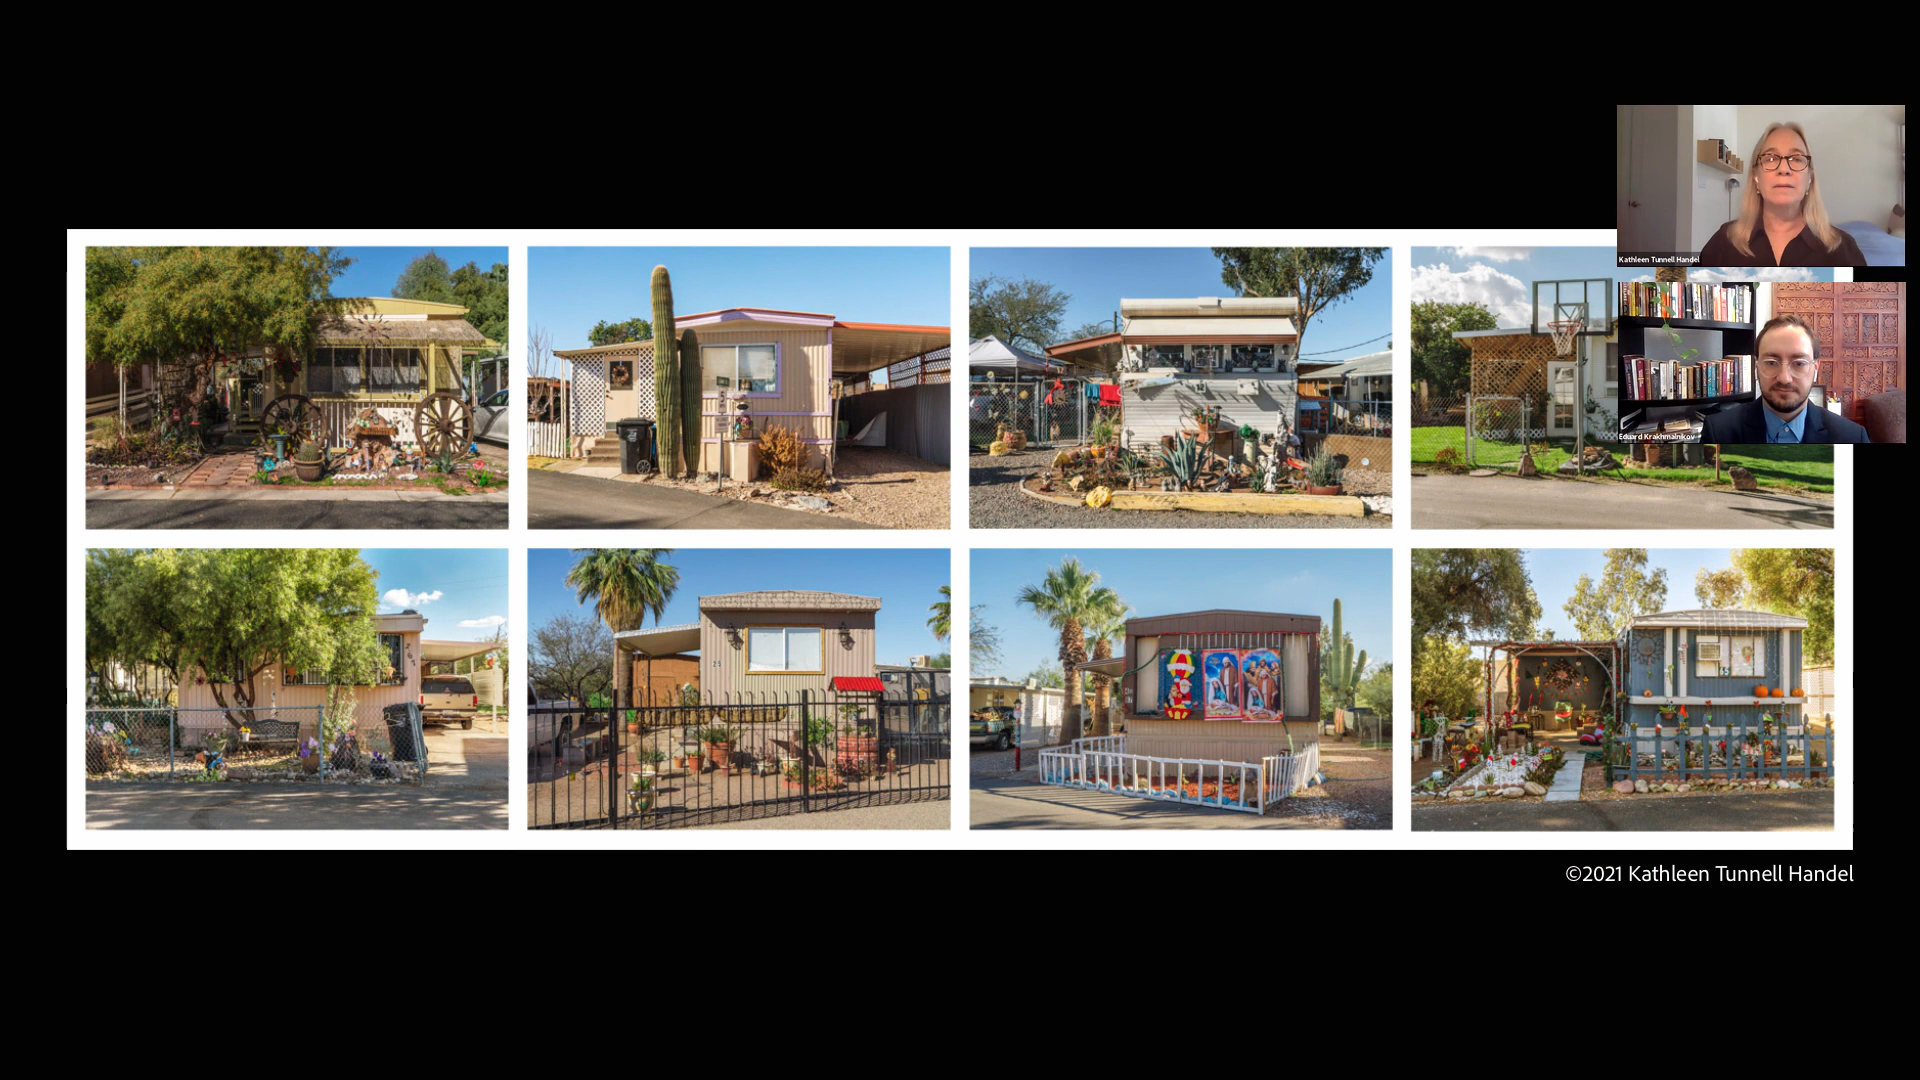 Kathleen Tunnell Handel
Eduard Krakhmalnikov
©2021 Kathleen Tunnell Handel